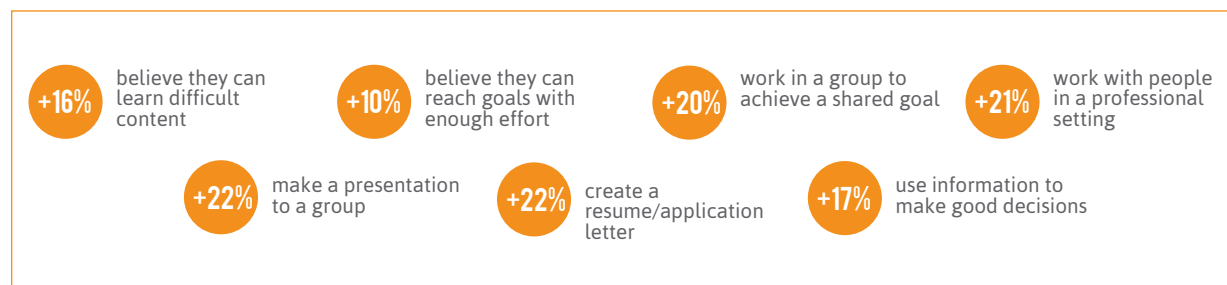 +16%
believe they can
learn difficult
content
+10%
believe they can
reach goals with
enough effort
+20%
work in a group to
achieve a shared goal
+21%
work with people
in a professional
setting
+22%
make a presentation
to a group
+22%
create a
resume/application
letter
+17%
use information to
make good decisions